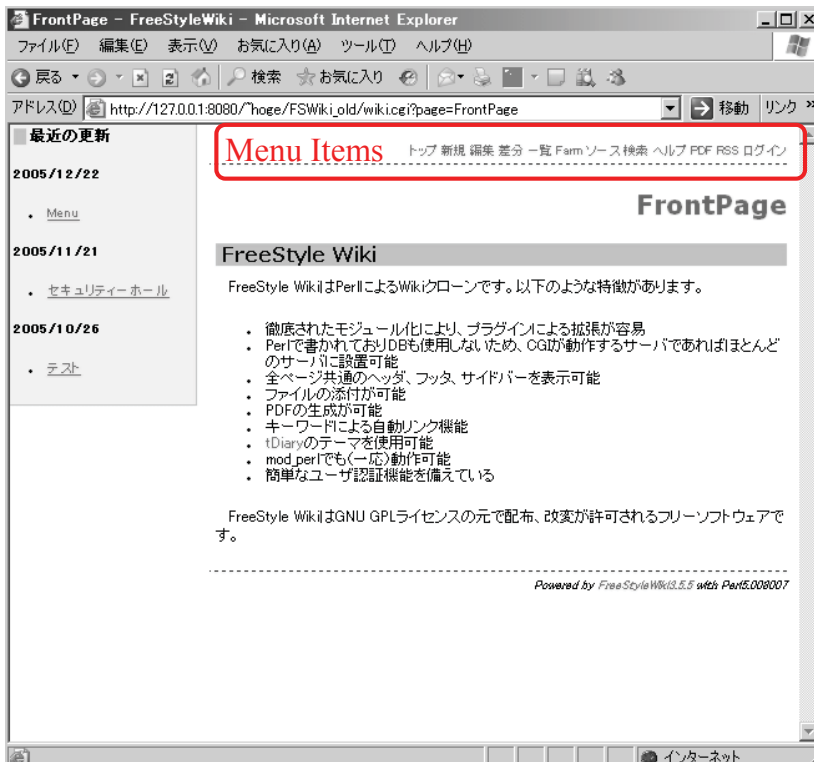 FrontPage - FreeStyleWiki - Microsoft Internet Explorer
ファイル(F) 編集(E) 表示(V) お気に入り(A) ツール(T) ヘルプ(H)
戻る 検索 お気に入り
アドレス(D) http://127.0.0.1:8080/~hoge/FSWiki_old/wiki.cgi?page=FrontPage 移動 リンク »
最近の更新
2005/12/22
・ Menu
2005/11/21
・ セキュリティーホール
2005/10/26
・ テスト
Menu Items
トップ 新規 編集 差分 一覧 Farm ソース 検索 ヘルプ PDF RSS ログイン
FrontPage
FreeStyle Wiki
FreeStyle WikiはPerlによるWikiクローンです。以下のような特徴があります。
・ 徹底されたモジュール化により、プラグインによる拡張が容易
・ Perlで書かれておりDBも使用しないため、CGIが動作するサーバであればほとんど
のサーバに設置可能
・ 全ページ共通のヘッダ、フッタ、サイドバーを表示可能
・ ファイルの添付が可能
・ PDFの生成が可能
・ キーワードによる自動リンク機能
・ tDiaryのテーマを使用可能
・ mod_perlでも(一応)動作可能
・ 簡単なユーザ認証機能を備えている
FreeStyle WikiはGNU GPLライセンスの元で配布、改変が許可されるフリーソフトウェアで
す。
Powered by FreeStyleWiki3.5.5 with Perl5.008007
インターネット